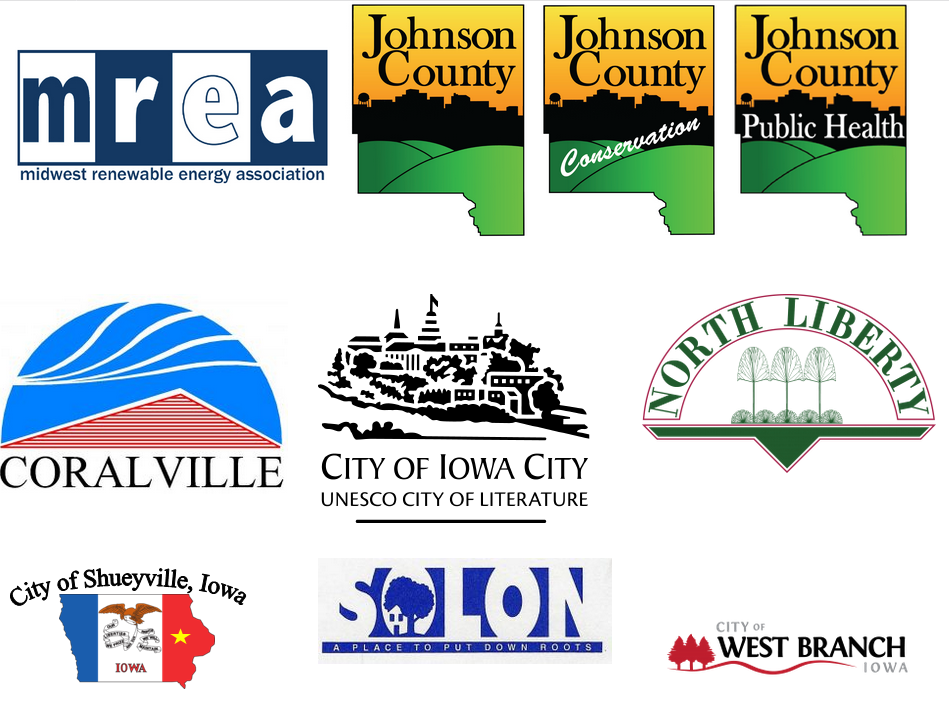 mrea
midwest renewable energy association
Johnson
County
Johnson
County
Conservation
Johnson
County
Public Health
CORALVILLE
CITY OF IOWA CITY
UNESCO CITY OF LITERATURE
NORTH LIBERTY
City of Shueyville, Iowa
IOWA
SOLON
A PLACE TO PUT DOWN ROOTS
CITY OF
WEST BRANCH
IOWA